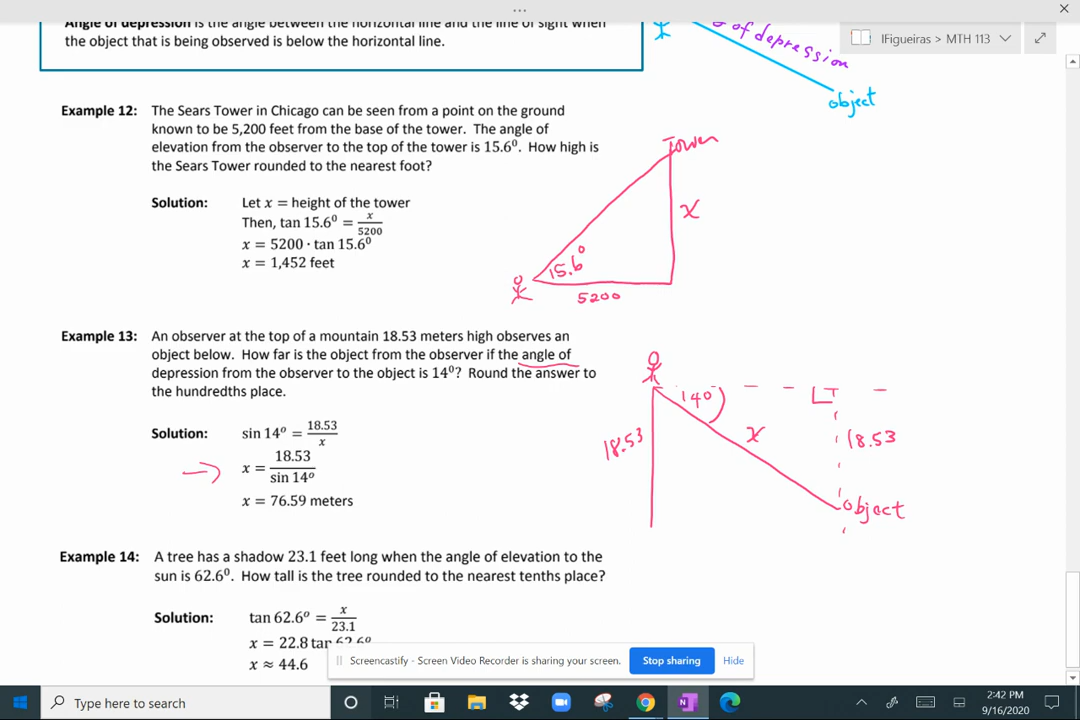 Angle of depression is the angle between the horizontal line and the line of sight when
the object that is being observed is below the horizontal line.
of depression
object
IFigueiras > MTH 113
Example 12: The Sears Tower in Chicago can be seen from a point on the ground
known to be 5,200 feet from the base of the tower. The angle of
elevation from the observer to the top of the tower is 15.6⁰. How high is
the Sears Tower rounded to the nearest foot?
Solution: Let x = height of the tower
Then, tan 15.6⁰ = x/5200
x = 5200 · tan 15.6⁰
x = 1,452 feet
Tower
x
15.6°
5200
Example 13: An observer at the top of a mountain 18.53 meters high observes an
object below. How far is the object from the observer if the angle of
depression from the observer to the object is 14⁰? Round the answer to
the hundredths place.
Solution: sin 14⁰ = 18.53/x
x = 18.53/sin 14⁰
x = 76.59 meters
140
18.53
x
18.53
object
Example 14: A tree has a shadow 23.1 feet long when the angle of elevation to the
sun is 62.6⁰. How tall is the tree rounded to the nearest tenths place?
Solution: tan 62.6⁰ = x/23.1
x = 22.8 tan 62.6⁰
x ≈ 44.6
Screencastify - Screen Video Recorder is sharing your screen.
Stop sharing
Hide
Type here to search
2:42 PM
9/16/2020